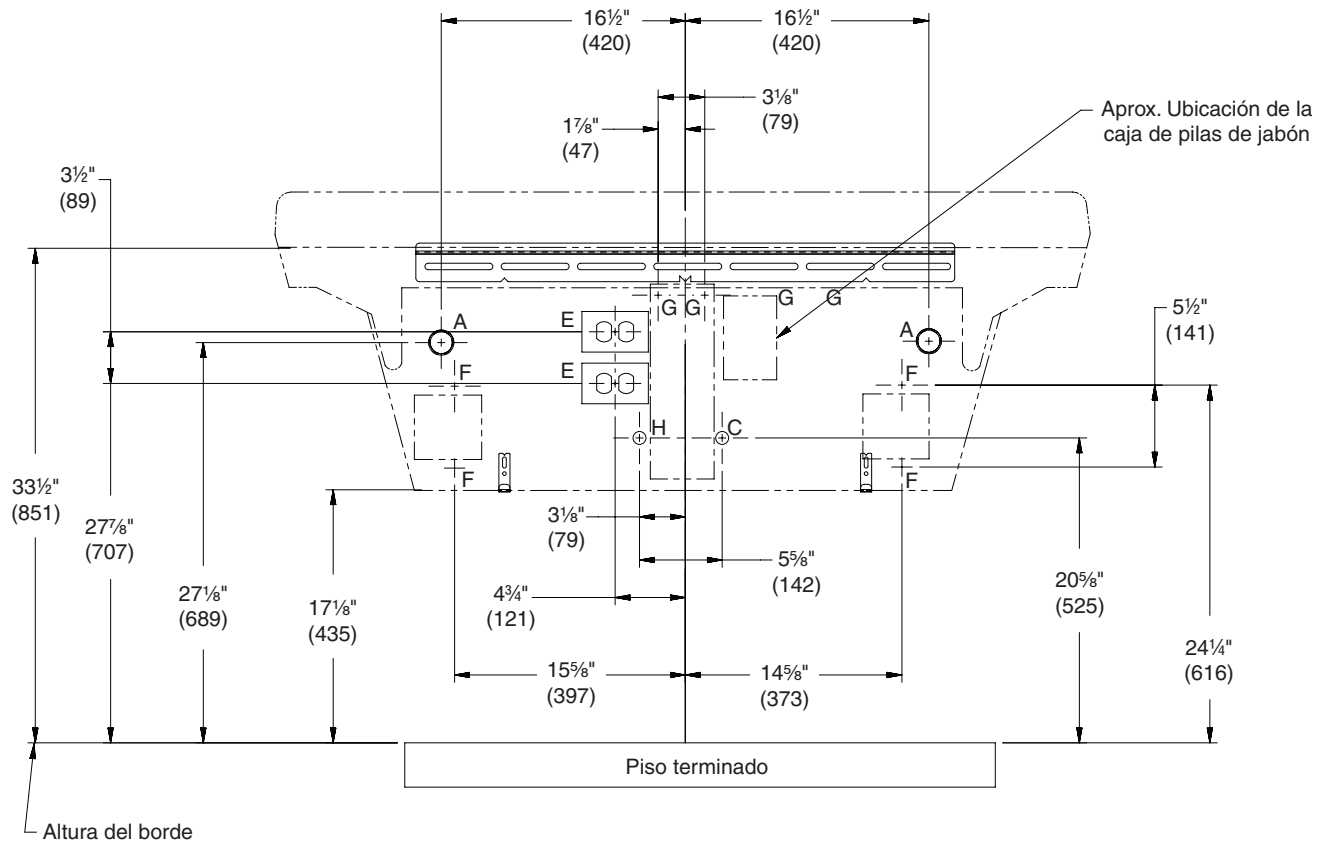 16½"
(420)
16½"
(420)
3⅛"
(79)
1⅞"
(47)
Aprox. Ubicación de la
caja de pilas de jabón
3½"
(89)
G G
G
G
A
E
A
5½"
(141)
E
F
F
H
C
F
F
33½"
(851)
27⅞"
(707)
3⅛"
(79)
5⅝"
(142)
27⅛"
(689)
17⅛"
(435)
4¾"
(121)
20⅝"
(525)
24¼"
(616)
15⅝"
(397)
14⅝"
(373)
Piso terminado
Altura del borde